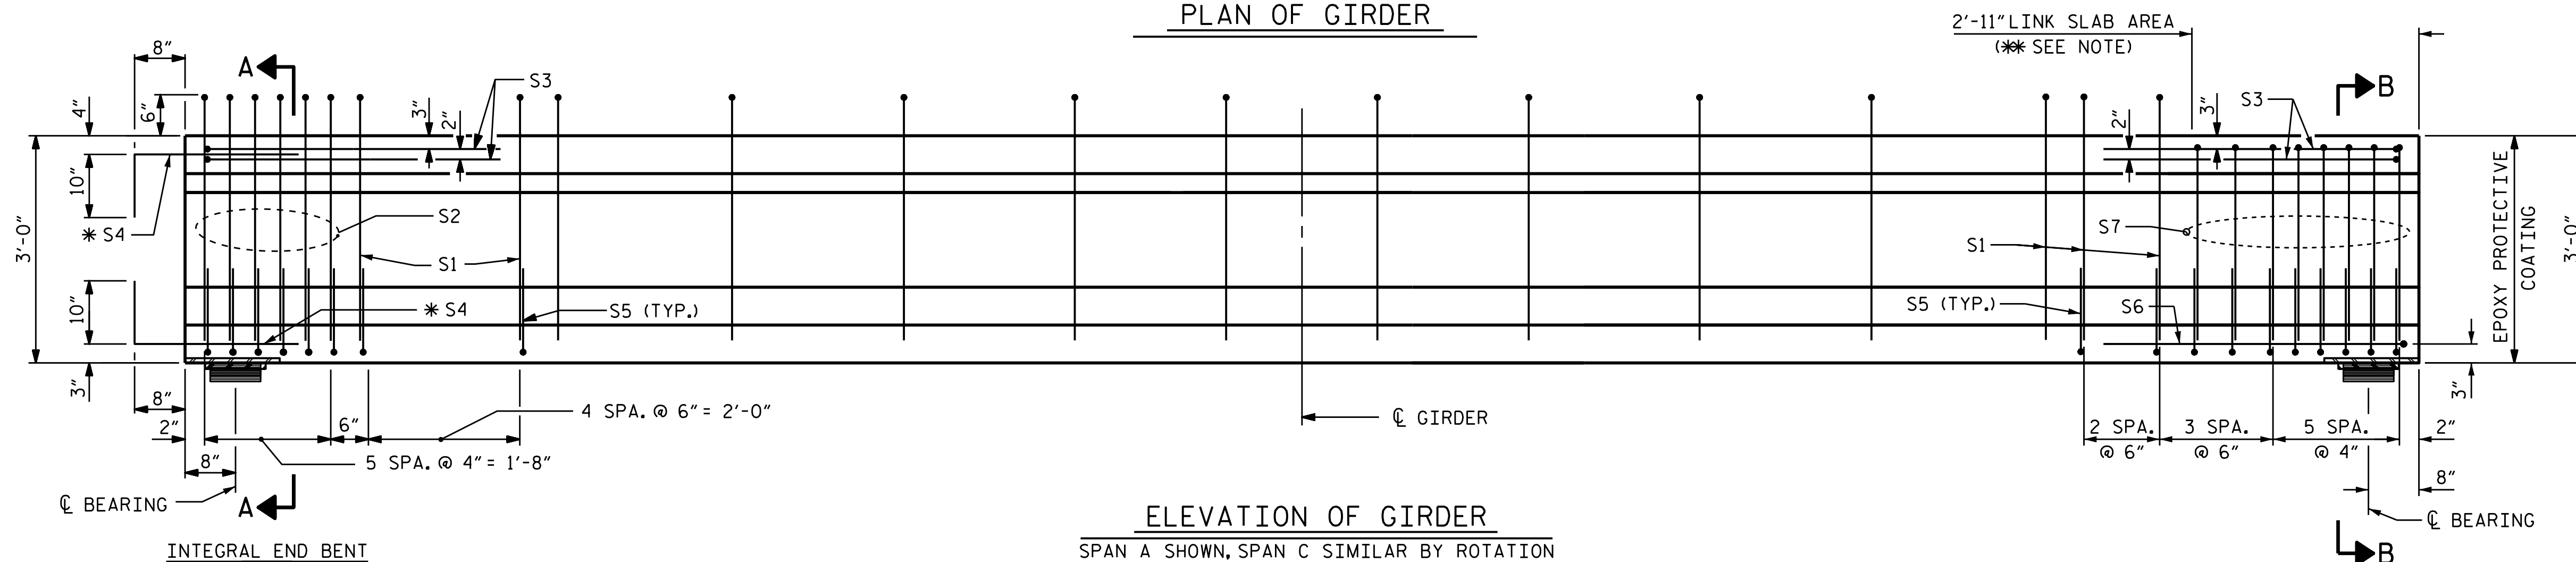 PLAN OF GIRDER
2'-11" LINK SLAB AREA
(** SEE NOTE)
8"
A
S3
B
4"
6"
3"
2"
2"
3"
S3
10"
* S4
S2
3'-0"
S7
S1
S1
EPOXY PROTECTIVE
COATING
3'-0"
10"
* S4
S5 (TYP.)
S5 (TYP.)
S6
3"
8"
3"
2"
6"
4 SPA. @ 6" = 2'-0"
℄ GIRDER
2 SPA.
@ 6"
3 SPA.
@ 6"
5 SPA.
@ 4"
2"
8"
5 SPA. @ 4" = 1'-8"
8"
℄ BEARING
A
ELEVATION OF GIRDER
℄ BEARING
INTEGRAL END BENT
SPAN A SHOWN, SPAN C SIMILAR BY ROTATION
B